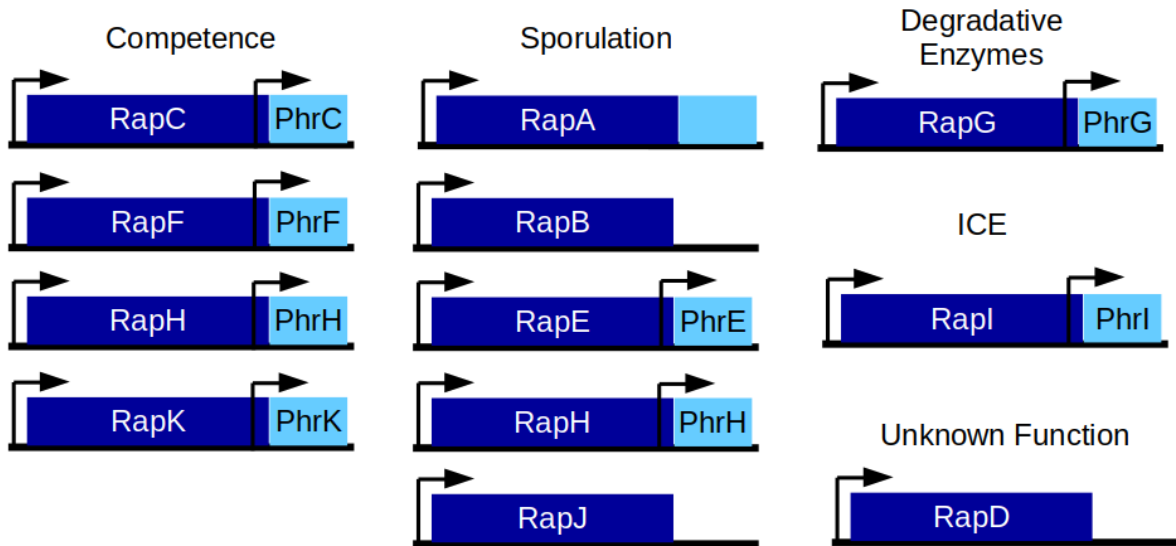 Competence
RapC PhrC
RapF PhrF
RapH PhrH
RapK PhrK
Sporulation
RapA
RapB
RapE PhrE
RapH PhrH
RapJ
Degradative
Enzymes
RapG PhrG
ICE
RapI PhrI
Unknown Function
RapD